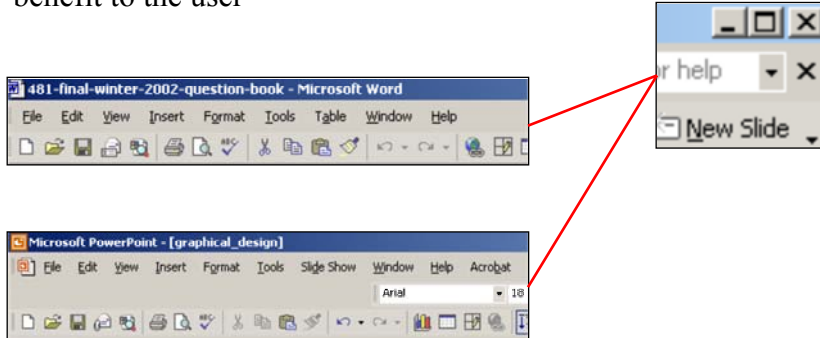 benefit to the user
481-final-winter-2002-question-book - Microsoft Word
File Edit View Insert Format Tools Table Window Help
Microsoft PowerPoint - [graphical_design]
File Edit View Insert Format Tools Slide Show Window Help Acrobat
Arial 18
or help
New Slide